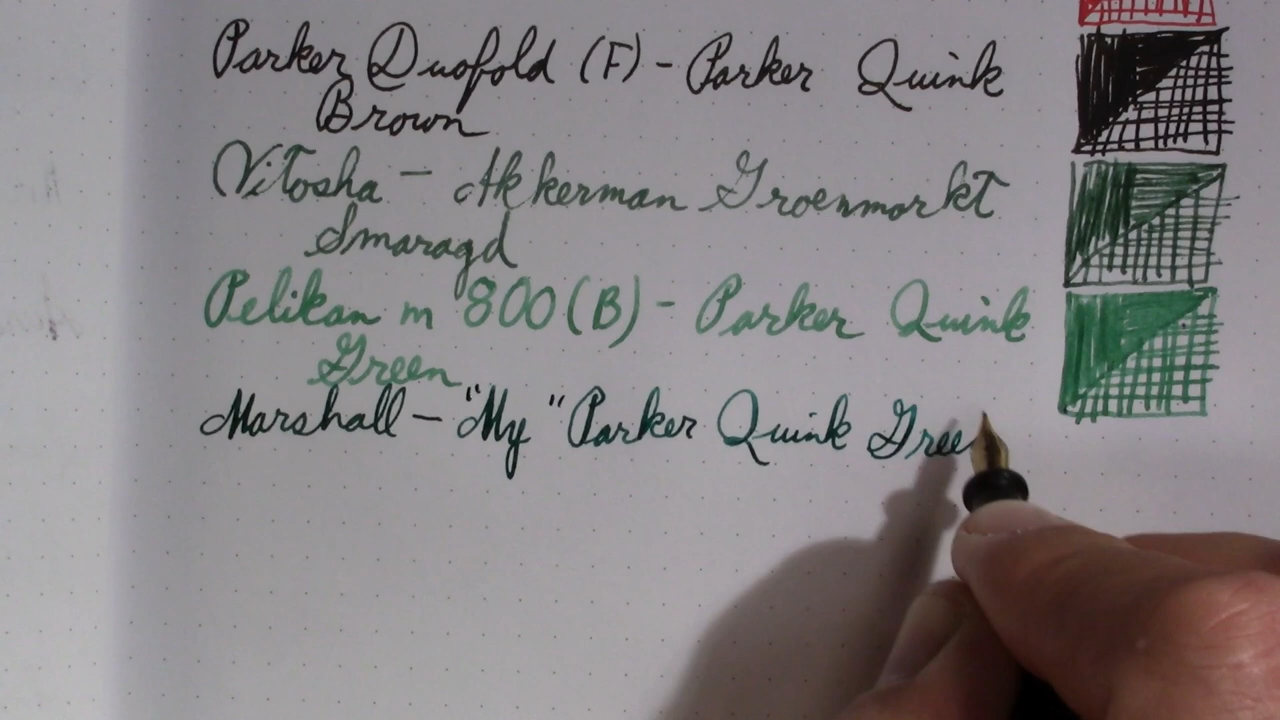 Parker Duofold (F) - Parker Quink
Brown
Vitosha - Akkerman Groenmarkt
Smaragd
Pelikan m 800 (B) - Parker Quink
Green
Marshall - "My" Parker Quink Gree